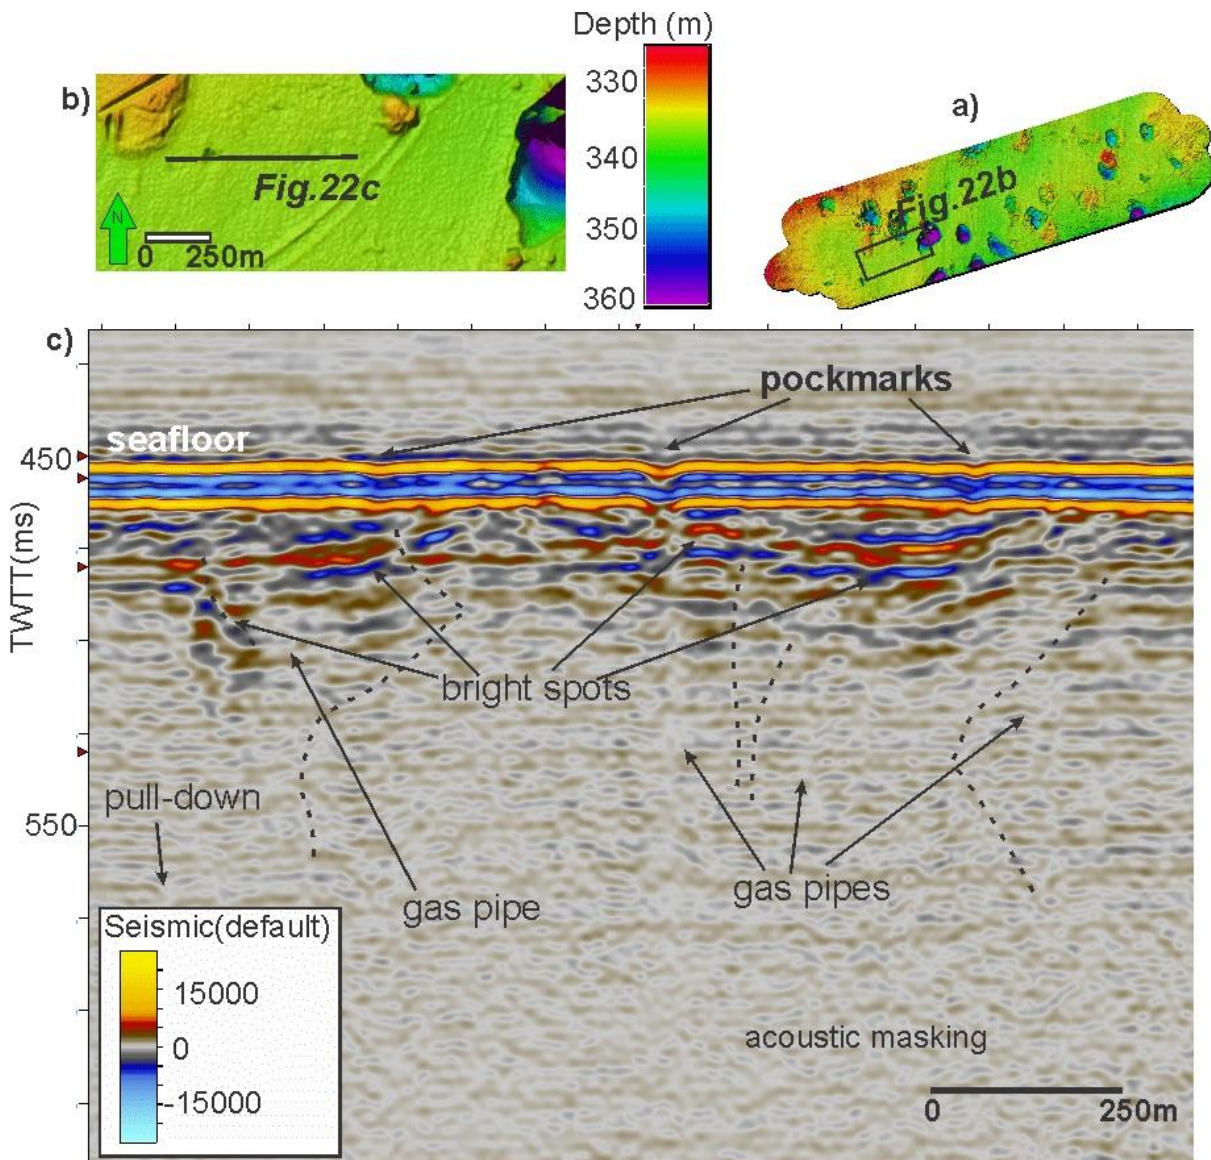 Depth (m)
330
340
350
360
b)
Fig.22c
N
0 250m
a)
Fig.22b
c)
pockmarks
seafloor
450
TWTT(ms)
bright spots
pull-down
550
gas pipe
gas pipes
Seismic(default)
15000
0
-15000
acoustic masking
0 250m